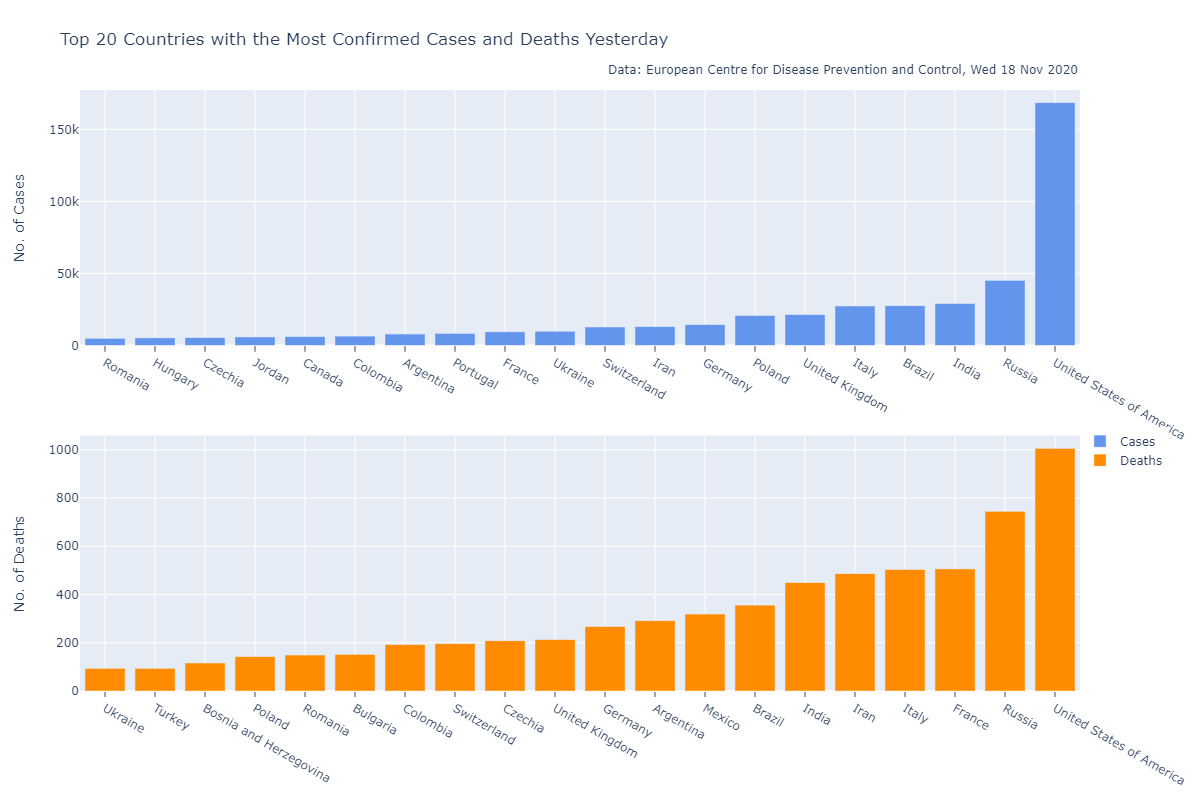 Top 20 Countries with the Most Confirmed Cases and Deaths Yesterday
Data: European Centre for Disease Prevention and Control, Wed 18 Nov 2020
No. of Cases
150k
100k
50k
0
Romania
Hungary
Czechia
Jordan
Canada
Colombia
Argentina
Portugal
France
Ukraine
Switzerland
Iran
Germany
Poland
United Kingdom
Italy
Brazil
India
Russia
United States of America
Cases
Deaths
No. of Deaths
1000
800
600
400
200
0
Ukraine
Turkey
Bosnia and Herzegovina
Poland
Romania
Bulgaria
Colombia
Switzerland
Czechia
United Kingdom
Germany
Argentina
Mexico
Brazil
India
Iran
Italy
France
Russia
United States of America